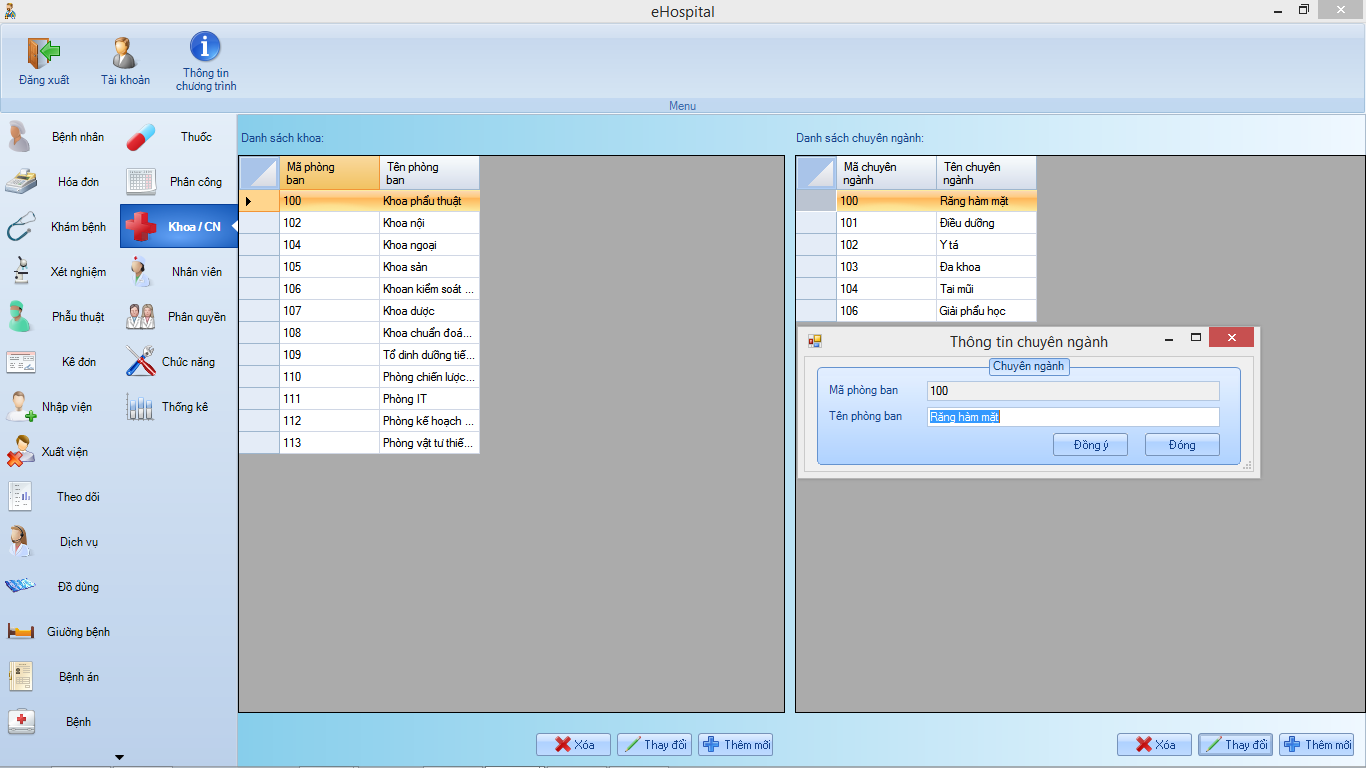 eHospital
Đăng xuất
Tài khoản
Thông tin
chương trình
Menu
Bệnh nhân
Thuốc
Hóa đơn
Phân công
Khám bệnh
Khoa / CN
Xét nghiệm
Nhân viên
Phẫu thuật
Phân quyền
Kê đơn
Chức năng
Nhập viện
Thống kê
Xuất viện
Theo dõi
Dịch vụ
Đồ dùng
Giường bệnh
Bệnh án
Bệnh
Danh sách khoa:
Mã phòng
ban
Tên phòng
ban
100 Khoa phẩu thuật
102 Khoa nội
104 Khoa ngoại
105 Khoa sản
106 Khoan kiểm soát ...
107 Khoa dược
108 Khoa chuẩn đoá...
109 Tổ dinh dưỡng tiế...
110 Phòng chiến lược...
111 Phòng IT
112 Phòng kế hoạch ...
113 Phòng vật tư thiế...
Xóa
Thay đổi
Thêm mới
Danh sách chuyên ngành:
Mã chuyên
ngành
Tên chuyên
ngành
100 Răng hàm mặt
101 Điều dưỡng
102 Y tá
103 Đa khoa
104 Tai mũi
106 Giải phẩu học
Thông tin chuyên ngành
Chuyên ngành
Mã phòng ban 100
Tên phòng ban Răng hàm mặt
Đồng ý
Đóng
Xóa
Thay đổi
Thêm mới